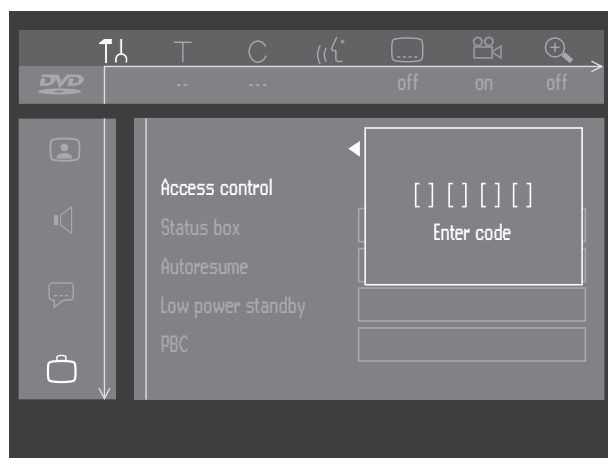 T C
DVD -- --- off on off
Access control
[ ] [ ] [ ] [ ]
Enter code
Status box
Autoresume
Low power standby
PBC